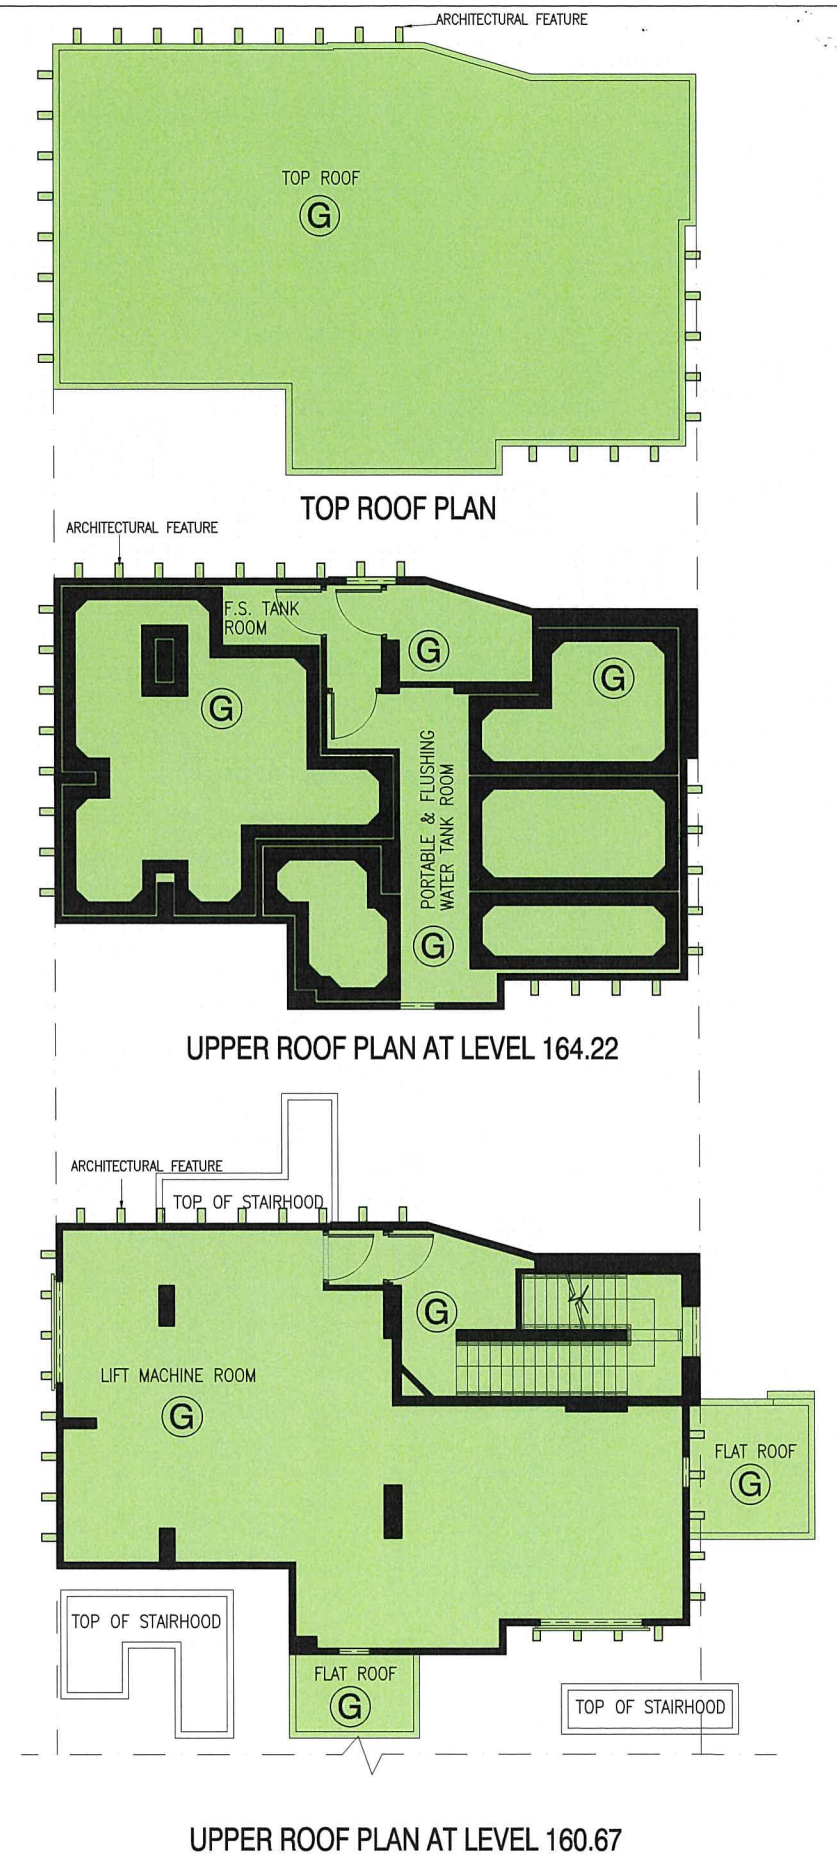 ARCHITECTURAL FEATURE
TOP ROOF
G
TOP ROOF PLAN
ARCHITECTURAL FEATURE
F.S. TANK
ROOM
G
G
G
PORTABLE & FLUSHING
WATER TANK ROOM
G
UPPER ROOF PLAN AT LEVEL 164.22
ARCHITECTURAL FEATURE
TOP OF STAIRHOOD
G
LIFT MACHINE ROOM
G
FLAT ROOF
G
TOP OF STAIRHOOD
FLAT ROOF
G
TOP OF STAIRHOOD
UPPER ROOF PLAN AT LEVEL 160.67